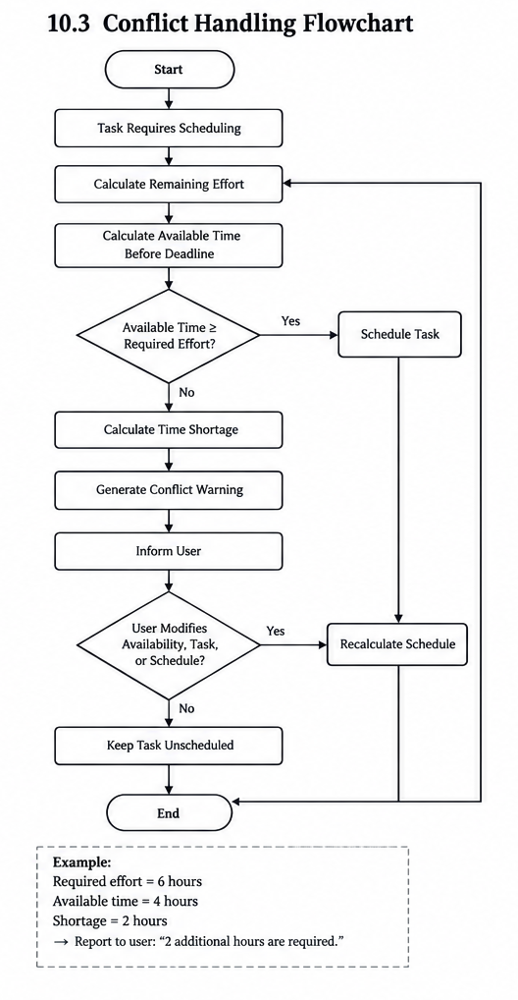 10.3 Conflict Handling Flowchart
Start
Task Requires Scheduling
Calculate Remaining Effort
Calculate Available Time
Before Deadline
Available Time ≥
Required Effort?
Yes
Schedule Task
No
Calculate Time Shortage
Generate Conflict Warning
Inform User
User Modifies
Availability, Task,
or Schedule?
Yes
Recalculate Schedule
No
Keep Task Unscheduled
End
Example:
Required effort = 6 hours
Available time = 4 hours
Shortage = 2 hours
→ Report to user: “2 additional hours are required.”